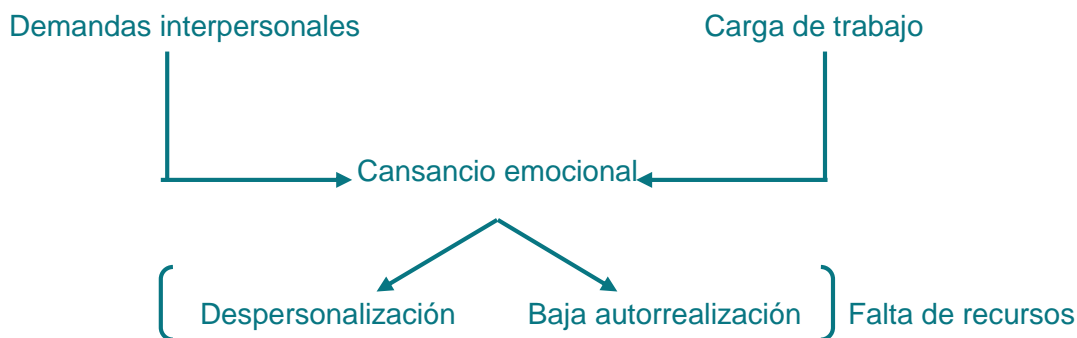 Demandas interpersonales
Carga de trabajo
Cansancio emocional
Despersonalización
Baja autorrealización
Falta de recursos